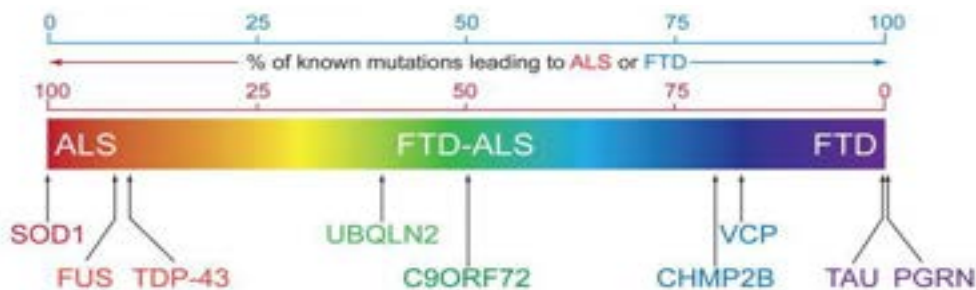 0 25 50 75 100
% of known mutations leading to ALS or FTD
100 25 50 75 0
ALS FTD-ALS FTD
SOD1 UBQLN2 VCP
FUS TDP-43 C9ORF72 CHMP2B TAU PGRN